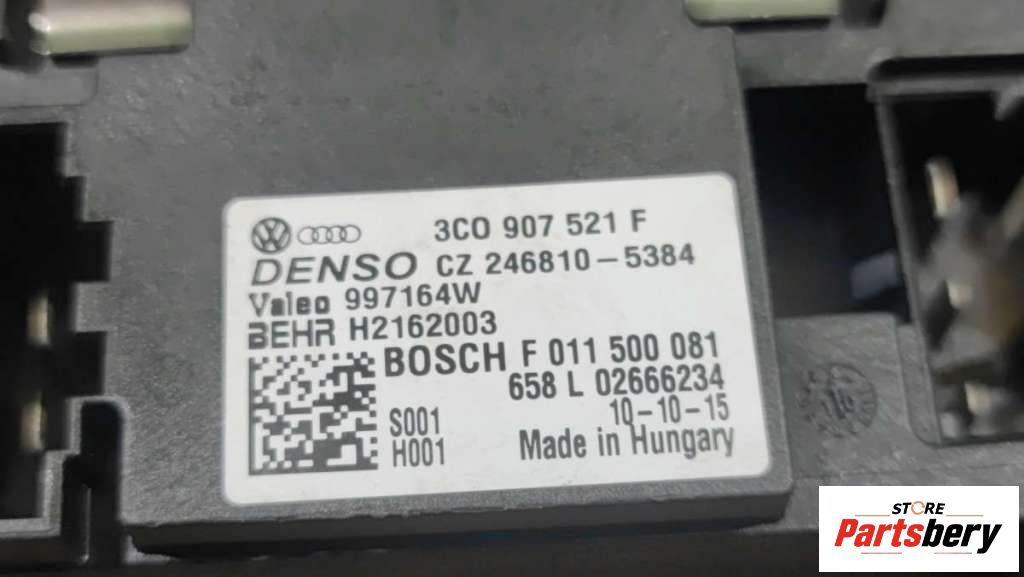 3C0 907 521 F
DENSO CZ 246810-5384
Valeo 997164W
BEHR H2162003
BOSCH F 011 500 081
658 L 02666234
S001 10-10-15
H001 Made in Hungary
STORE
Partsbery